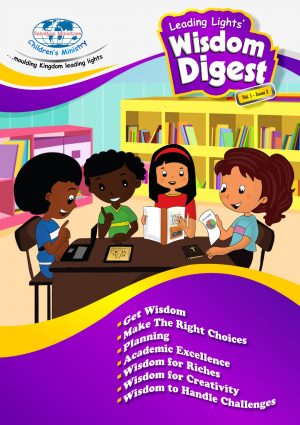 Children's Ministry
...moulding Kingdom leading lights
Leading Lights'
Wisdom
Digest
Vol. 1 - Issue 3
Get Wisdom
Make The Right Choices
Planning
Academic Excellence
Wisdom for Riches
Wisdom for Creativity
Wisdom to Handle Challenges